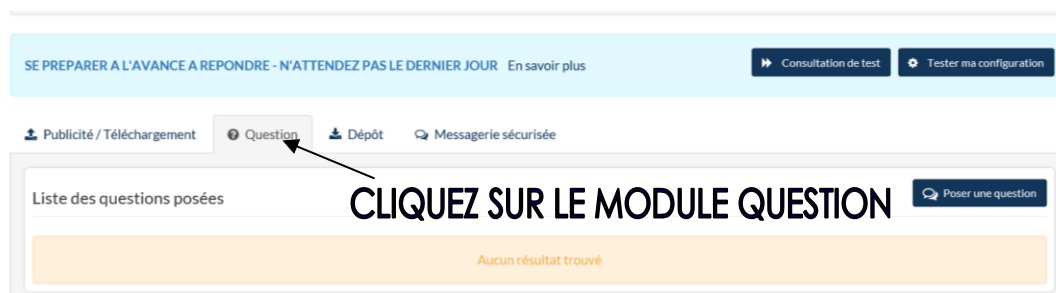 SE PREPARER A L'AVANCE A REPONDRE - N'ATTENDEZ PAS LE DERNIER JOUR En savoir plus
Consultation de test
Tester ma configuration
Publicité / Téléchargement
Question
Dépôt
Messagerie sécurisée
Liste des questions posées
CLIQUEZ SUR LE MODULE QUESTION
Poser une question
Aucun résultat trouvé